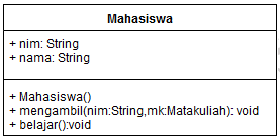 Mahasiswa
+ nim: String
+ nama: String
+ Mahasiswa()
+ mengambil(nim:String,mk:Matakuliah): void
+ belajar():void